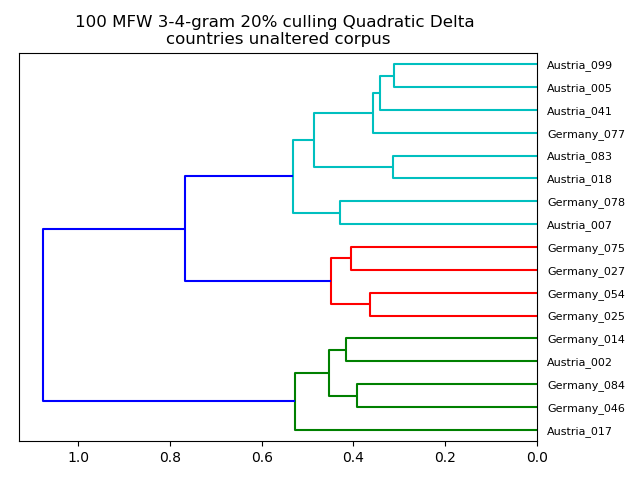 100 MFW 3-4-gram 20% culling Quadratic Delta
countries unaltered corpus
Austria_099
Austria_005
Austria_041
Germany_077
Austria_083
Austria_018
Germany_078
Austria_007
Germany_075
Germany_027
Germany_054
Germany_025
Germany_014
Austria_002
Germany_084
Germany_046
Austria_017
1.0 0.8 0.6 0.4 0.2 0.0